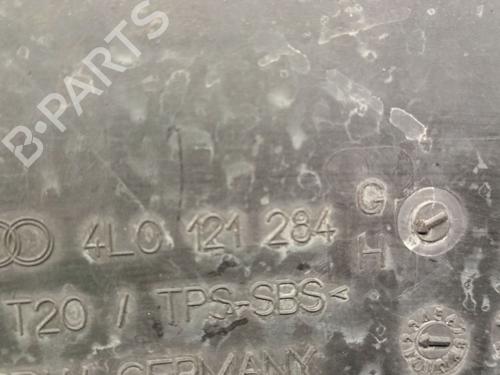 B-PARTS
4L0 121 284 G
H
T20 / TPS-SBS<
GERMANY